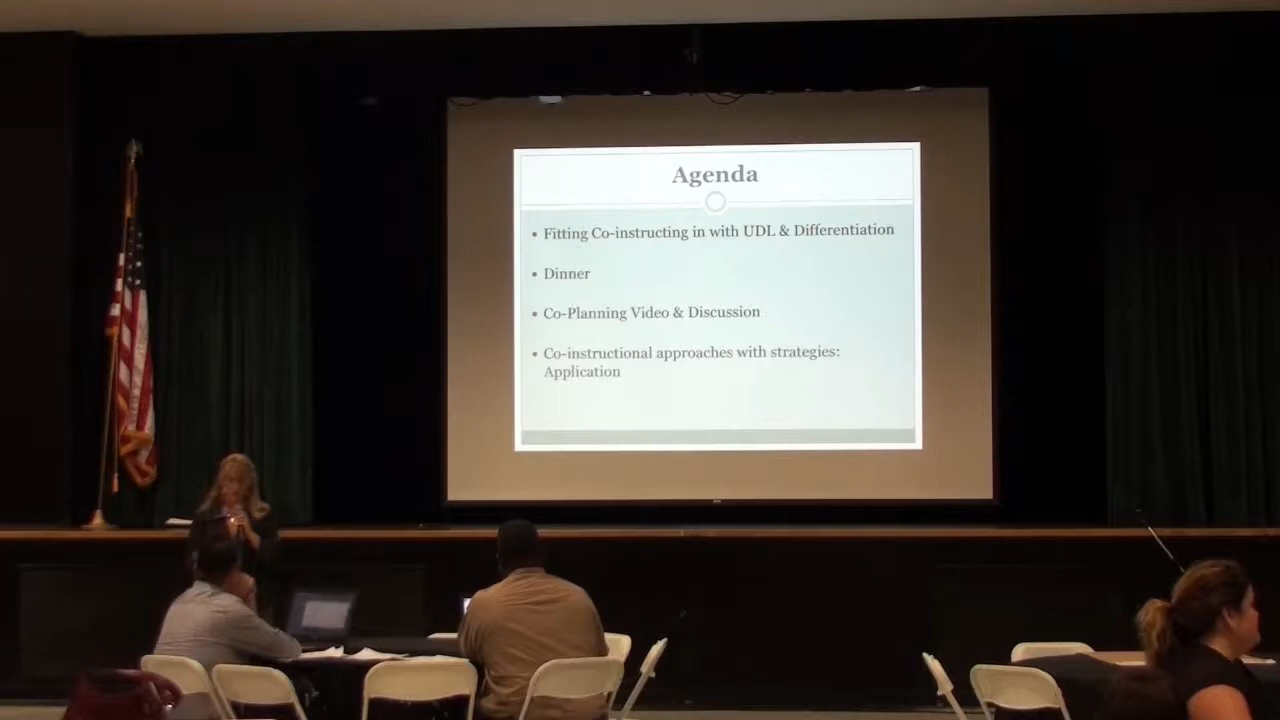 Agenda
• Fitting Co-instructing in with UDL & Differentiation
• Dinner
• Co-Planning Video & Discussion
• Co-instructional approaches with strategies:
Application